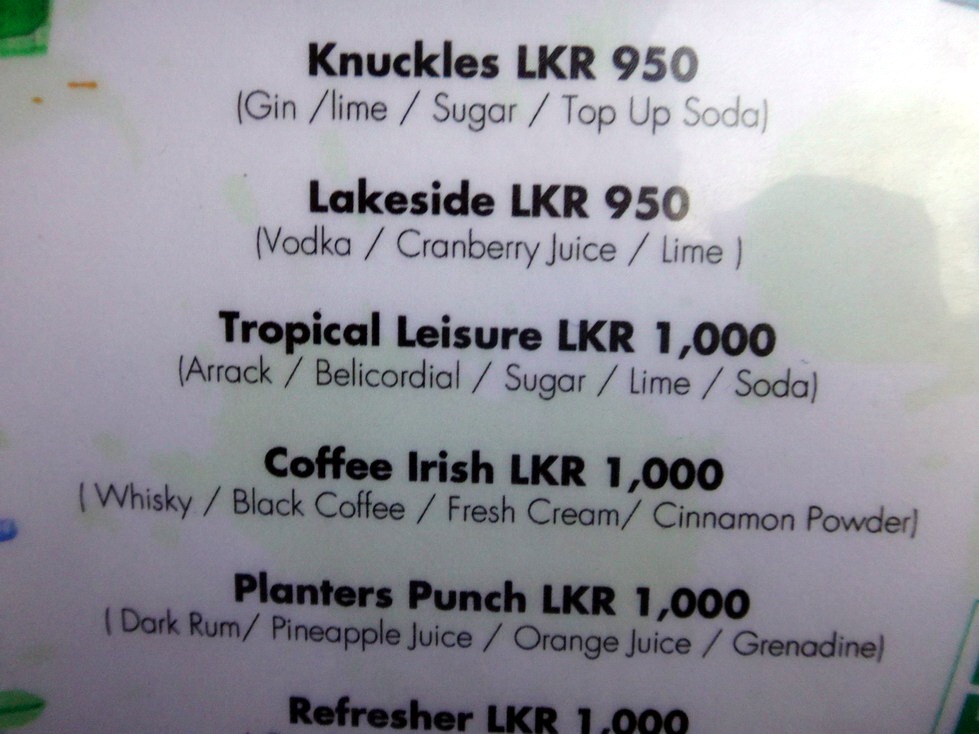 Knuckles LKR 950
(Gin /lime / Sugar / Top Up Soda)
Lakeside LKR 950
(Vodka / Cranberry Juice / Lime )
Tropical Leisure LKR 1,000
(Arrack / Belicordial / Sugar / Lime / Soda)
Coffee Irish LKR 1,000
( Whisky / Black Coffee / Fresh Cream/ Cinnamon Powder)
Planters Punch LKR 1,000
( Dark Rum/ Pineapple Juice / Orange Juice / Grenadine)
Refresher LKR 1,000